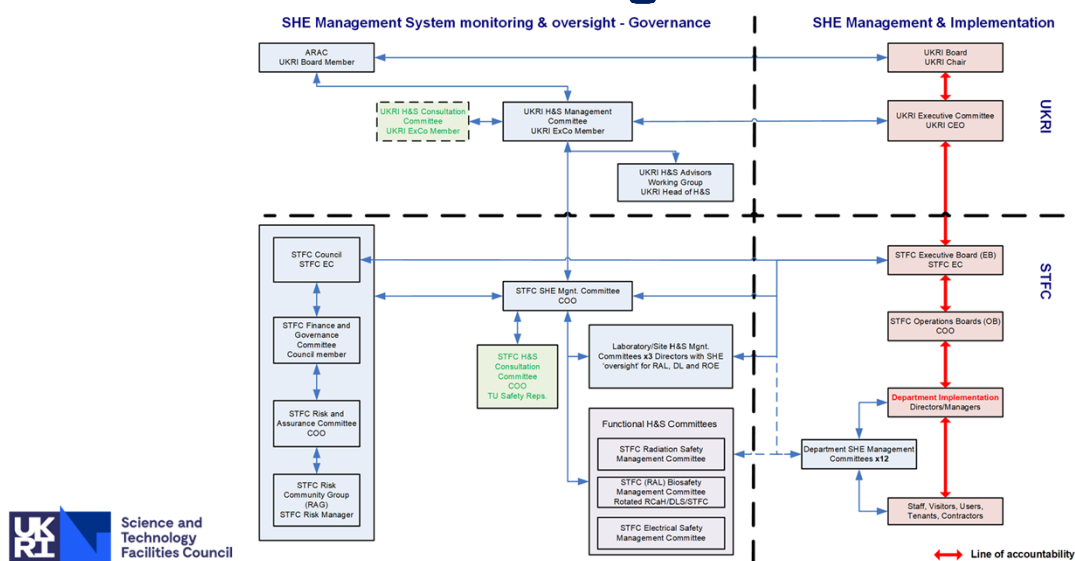 SHE Management System monitoring & oversight - Governance
SHE Management & Implementation
ARAC
UKRI Board Member
UKRI Board
UKRI Chair
UKRI H&S Consultation
Committee
UKRI ExCo Member
UKRI H&S Management
Committee
UKRI ExCo Member
UKRI Executive Committee
UKRI CEO
UKRI
UKRI H&S Advisors
Working Group
UKRI Head of H&S
STFC Council
STFC EC
STFC Executive Board (EB)
STFC EC
STFC
STFC SHE Mgnt. Committee
COO
STFC Finance and
Governance
Committee
Council member
STFC Operations Boards (OB)
COO
STFC H&S
Consultation
Committee
COO
TU Safety Reps.
Laboratory/Site H&S Mgnt.
Committees x3 Directors with SHE
'oversight' for RAL, DL and ROE
Department Implementation
Directors/Managers
STFC Risk and
Assurance Committee
COO
Functional H&S Committees
STFC Radiation Safety
Management Committee
Department SHE Management
Committees x12
STFC Risk
Community Group
(RAG)
STFC Risk Manager
STFC (RAL) Biosafety
Management Committee
Rotated RCaH/DLS/STFC
Staff, Visitors, Users,
Tenants, Contractors
STFC Electrical Safety
Management Committee
UK
RI
Science and
Technology
Facilities Council
Line of accountability